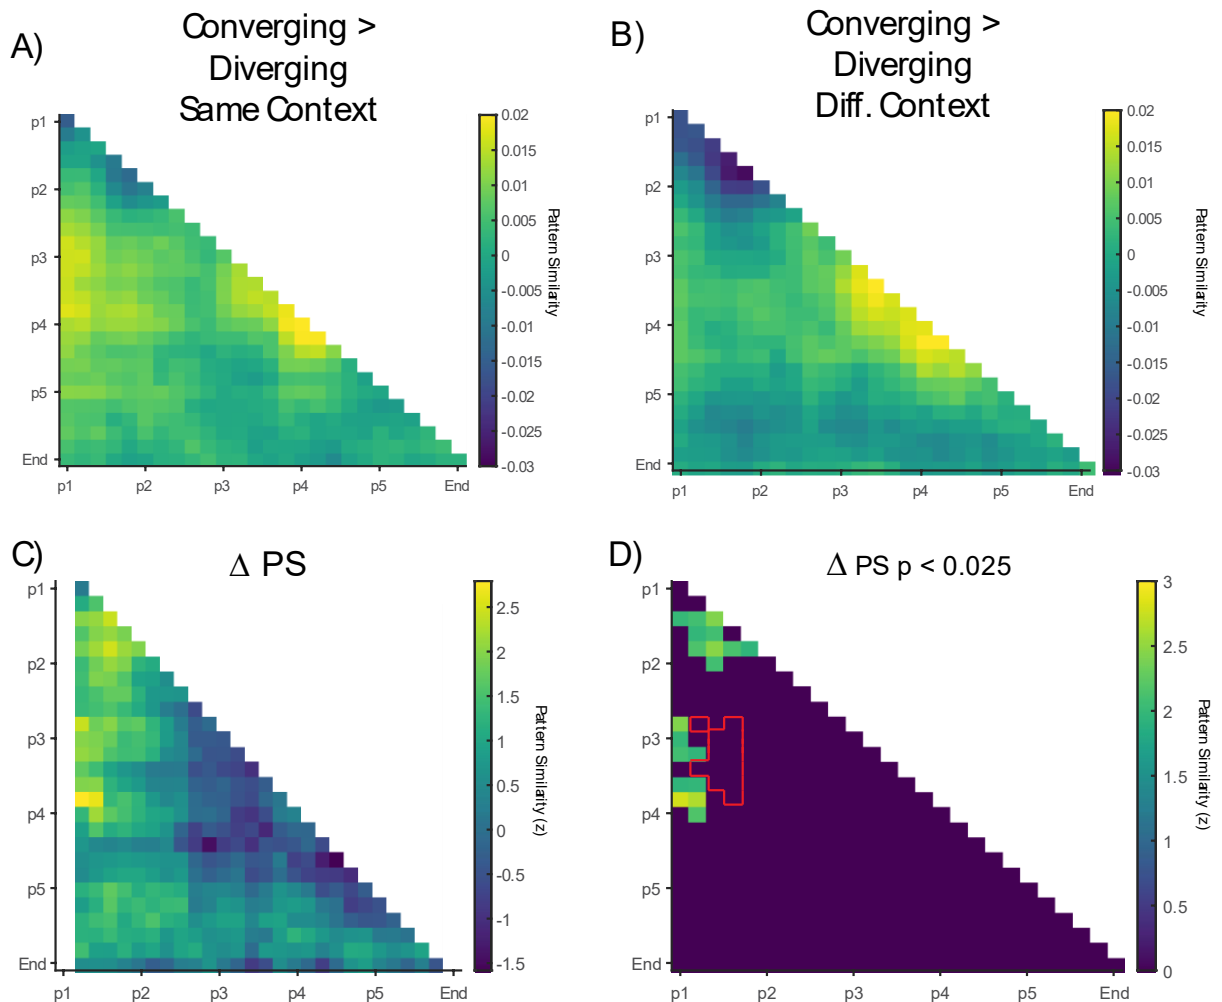 A)
Converging >
Diverging
Same Context
p1
p2
p3
p4
p5
End
p1
p2
p3
p4
p5
End
0.02
0.015
0.01
0.005
0
-0.005
-0.01
-0.015
-0.02
-0.025
-0.03
Pattern Similarity
B)
Converging >
Diverging
Diff. Context
p1
p2
p3
p4
p5
End
p1
p2
p3
p4
p5
End
0.02
0.015
0.01
0.005
0
-0.005
-0.01
-0.015
-0.02
-0.025
-0.03
Pattern Similarity
C)
Δ PS
p1
p2
p3
p4
p5
End
p1
p2
p3
p4
p5
End
2.5
2
1.5
1
0.5
0
-0.5
-1
-1.5
Pattern Similarity (z)
D)
Δ PS p < 0.025
p1
p2
p3
p4
p5
End
p1
p2
p3
p4
p5
End
3
2.5
2
1.5
1
0.5
0
Pattern Similarity (z)